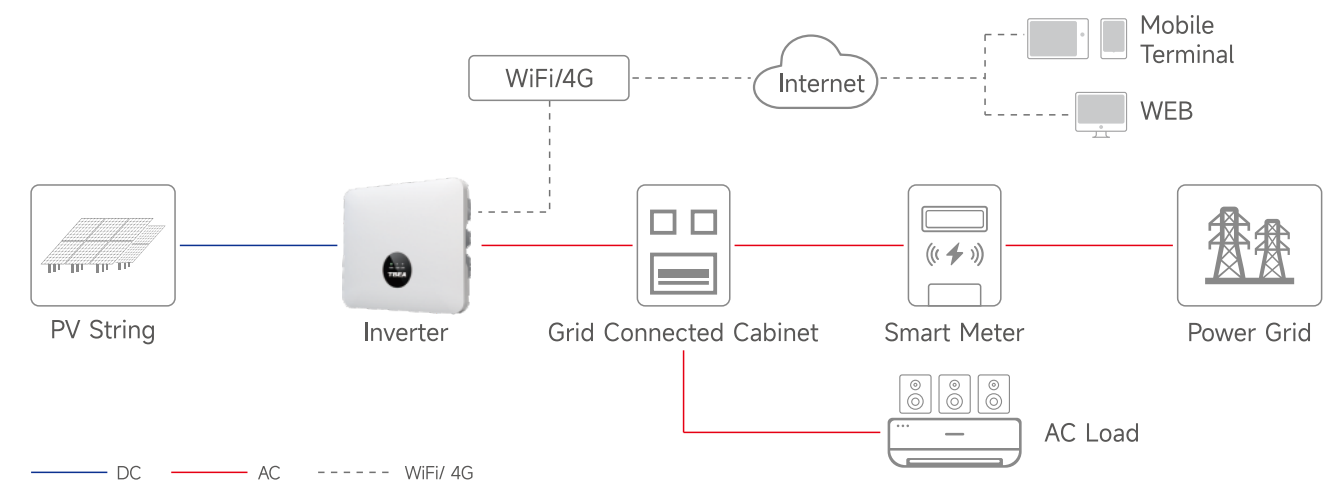 Mobile
Terminal
WiFi/4G
Internet
WEB
TBEA
PV String
Inverter
Grid Connected Cabinet
Smart Meter
Power Grid
AC Load
DC
AC
WiFi/ 4G